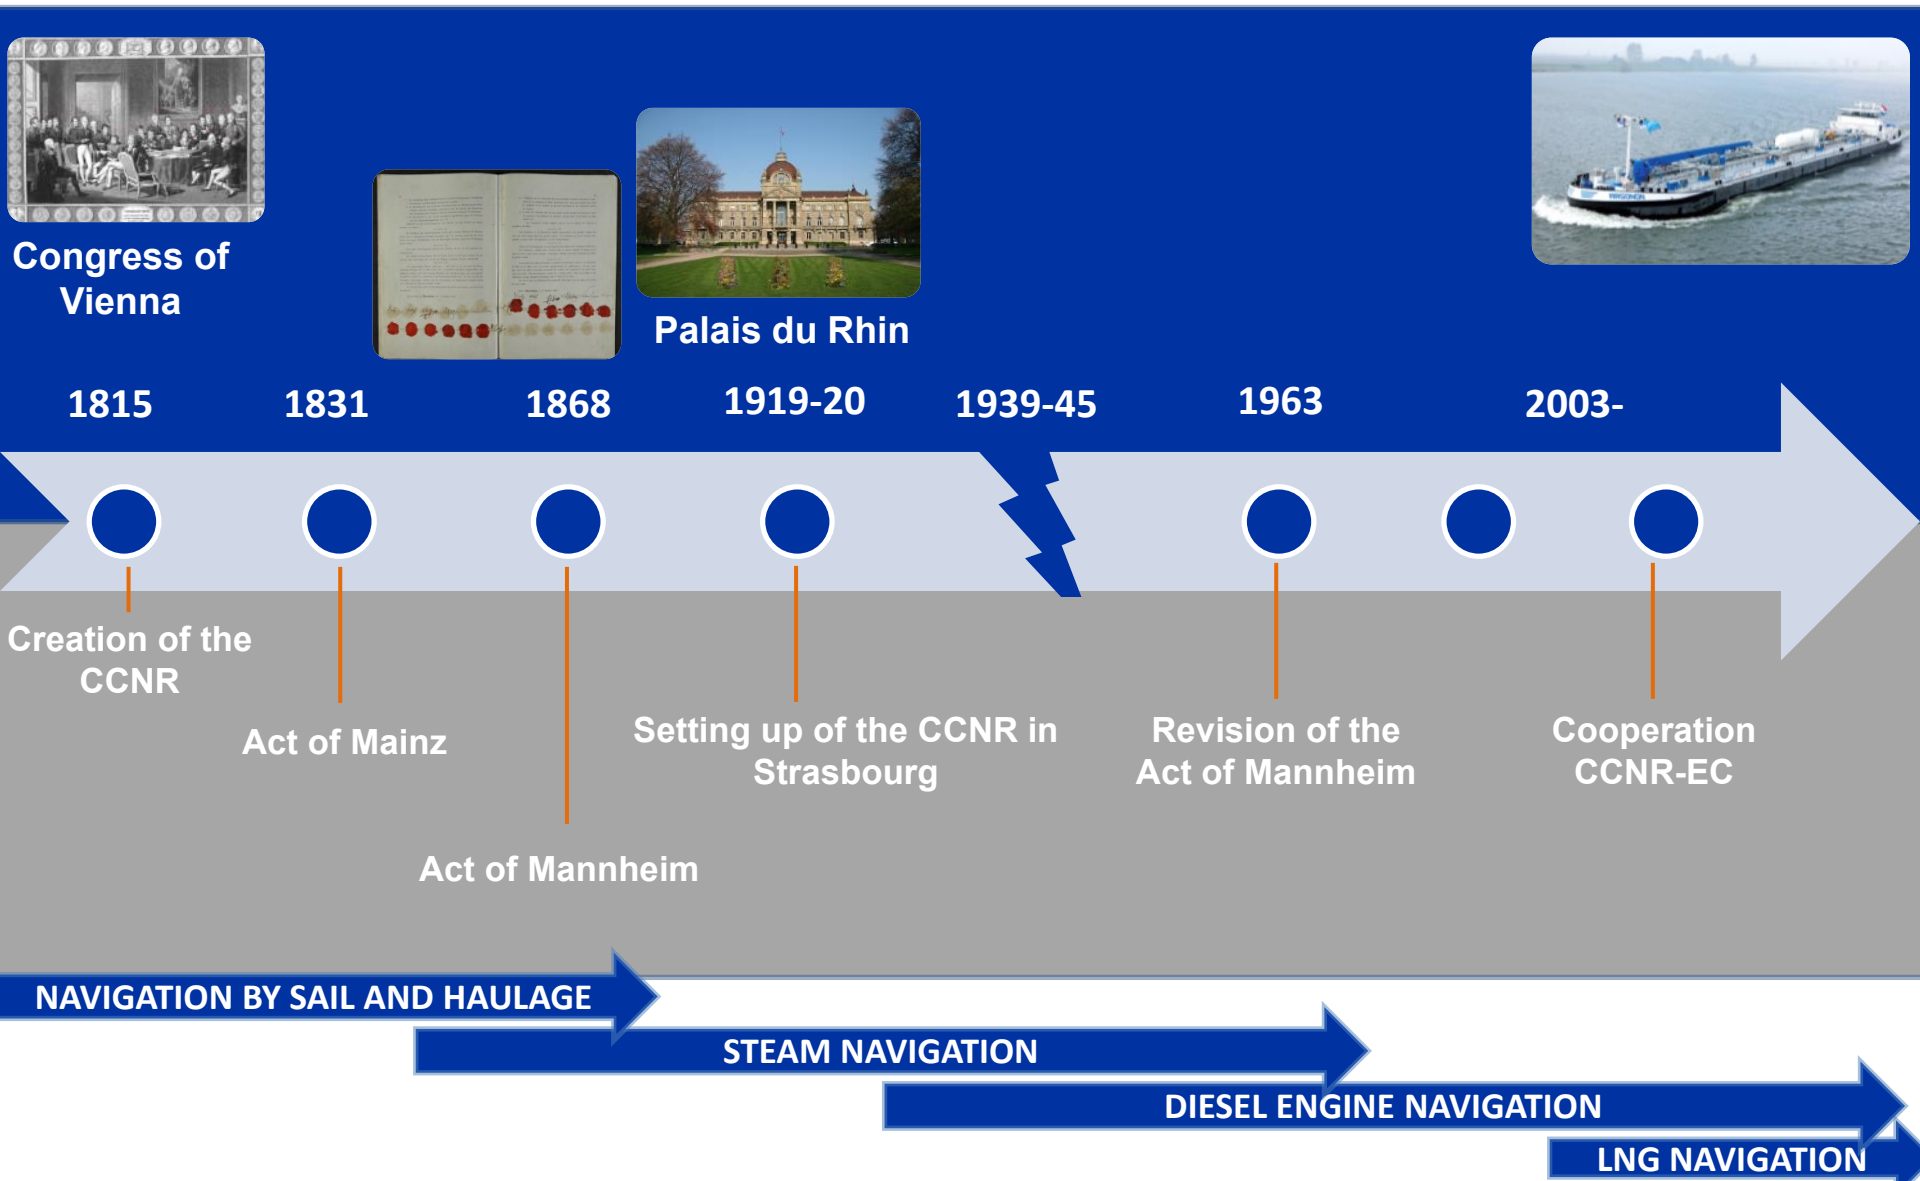 Congress of
Vienna
Palais du Rhin
1815
1831
1868
1919-20
1939-45
1963
2003-
Creation of the
CCNR
Act of Mainz
Act of Mannheim
Setting up of the CCNR in
Strasbourg
Revision of the
Act of Mannheim
Cooperation
CCNR-EC
NAVIGATION BY SAIL AND HAULAGE
STEAM NAVIGATION
DIESEL ENGINE NAVIGATION
LNG NAVIGATION